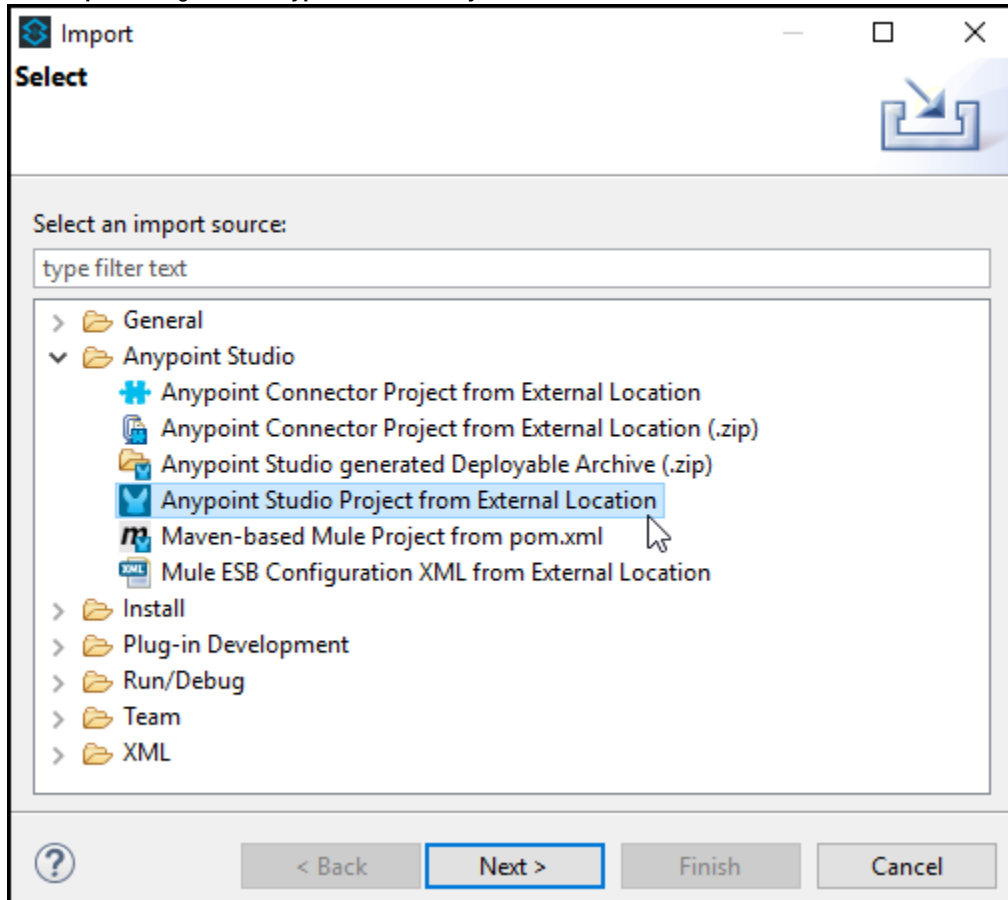 Import
Select
Select an import source:
type filter text
General
Anypoint Studio
Anypoint Connector Project from External Location
Anypoint Connector Project from External Location (.zip)
Anypoint Studio generated Deployable Archive (.zip)
Anypoint Studio Project from External Location
m Maven-based Mule Project from pom.xml
XML Mule ESB Configuration XML from External Location
Install
Plug-in Development
Run/Debug
Team
XML
? < Back Next > Finish Cancel